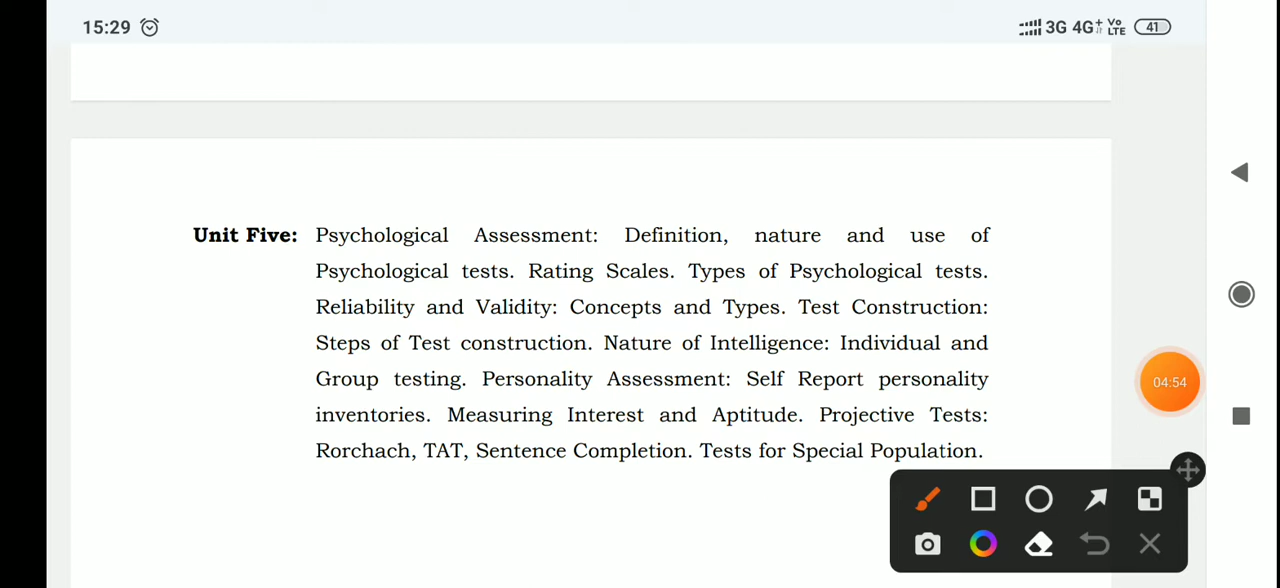 15:29
3G 4G+ Vo LTE 41
Unit Five: Psychological Assessment: Definition, nature and use of
Psychological tests. Rating Scales. Types of Psychological tests.
Reliability and Validity: Concepts and Types. Test Construction:
Steps of Test construction. Nature of Intelligence: Individual and
Group testing. Personality Assessment: Self Report personality
inventories. Measuring Interest and Aptitude. Projective Tests:
Rorchach, TAT, Sentence Completion. Tests for Special Population.
04:54